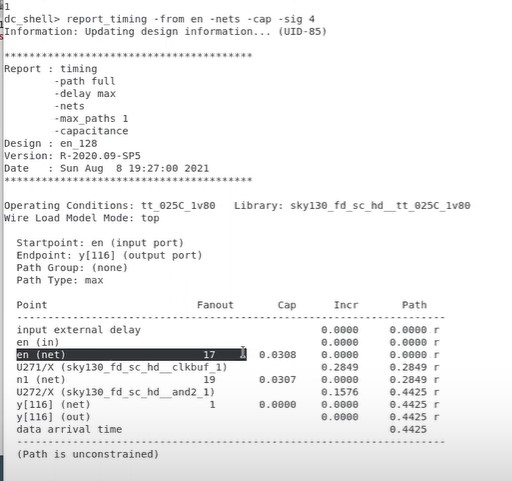 1
dc_shell> report_timing -from en -nets -cap -sig 4
Information: Updating design information... (UID-85)
****************************************
Report : timing
-path full
-delay max
-nets
-max_paths 1
-capacitance
Design : en_128
Version: R-2020.09-SP5
Date : Sun Aug 8 19:27:00 2021
****************************************
Operating Conditions: tt_025C_1v80 Library: sky130_fd_sc_hd__tt_025C_1v80
Wire Load Model Mode: top
Startpoint: en (input port)
Endpoint: y[116] (output port)
Path Group: (none)
Path Type: max
Point Fanout Cap Incr Path
---------------------------------------------------------------------------
input external delay 0.0000 0.0000 r
en (in) 0.0000 0.0000 r
en (net) 17 0.0308 0.0000 0.0000 r
U271/X (sky130_fd_sc_hd__clkbuf_1) 0.2849 0.2849 r
n1 (net) 19 0.0307 0.0000 0.2849 r
U272/X (sky130_fd_sc_hd__and2_1) 0.1576 0.4425 r
y[116] (net) 1 0.0000 0.0000 0.4425 r
y[116] (out) 0.0000 0.4425 r
data arrival time 0.4425
---------------------------------------------------------------------------
(Path is unconstrained)